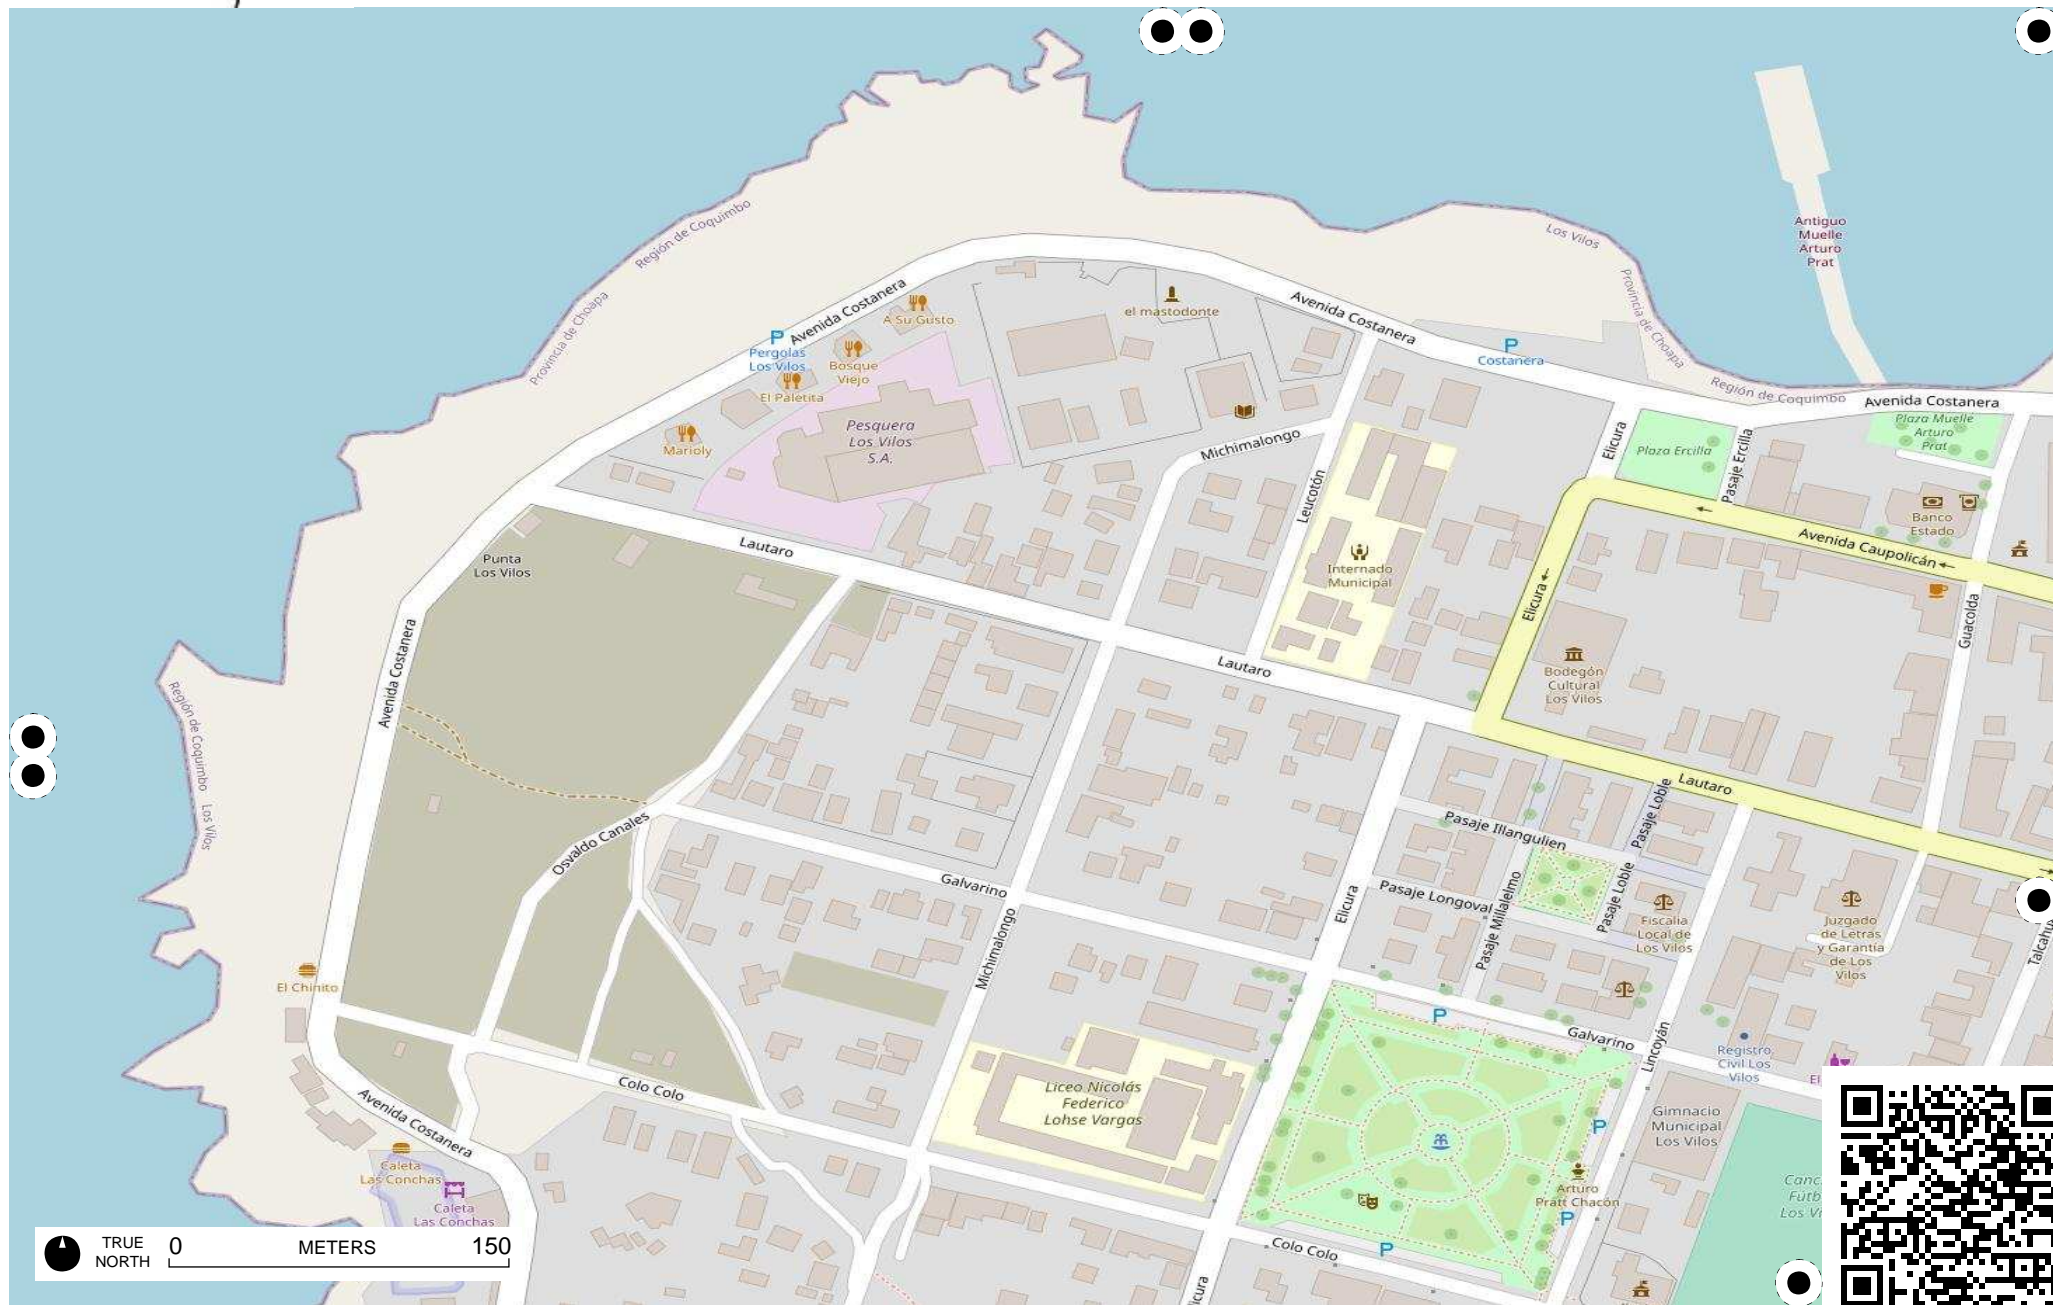 Región de Coquimbo
Provincia de Choapa
Los Vilos
Provincia de Choapa
Región de Coquimbo
Antiguo
Muelle
Arturo
Prat
Avenida Costanera
A Su Gusto
el mastodonte
Avenida Costanera
Pergolas
Los Vilos
Bosque
Viejo
El Paletita
Costanera
Avenida Costanera
Plaza Muelle
Arturo
Prat
Marioly
Pesquera
Los Vilos
S.A.
Michimalongo
Leucotón
Elicura
Plaza Ercilla
Pasaje Ercilla
Banco
Estado
Avenida Caupolicán
Punta
Los Vilos
Lautaro
Internado
Municipal
Elicura
Guacolda
Avenida Costanera
Lautaro
Bodegón
Cultural
Los Vilos
Región de Coquimbo
Los Vilos
Lautaro
Pasaje Loble
Osvaldo Canales
Pasaje Illangulien
Galvarino
Elicura
Pasaje Longoval
Pasaje Millalelmo
Pasaje Loble
Fiscalia
Local de
Los Vilos
Juzgado
de Letras
y Garantía
de Los
Vilos
Michimalongo
El Chinito
Galvarino
Lincoyán
Registro
Civil Los
Vilos
El
Colo Colo
Avenida Costanera
Liceo Nicolás
Federico
Lohse Vargas
Gimnacio
Municipal
Los Vilos
Caleta
Las Conchas
Caleta
Las Conchas
Arturo
Pratt Chacón
Colo Colo
TRUE
NORTH
0 METERS 150